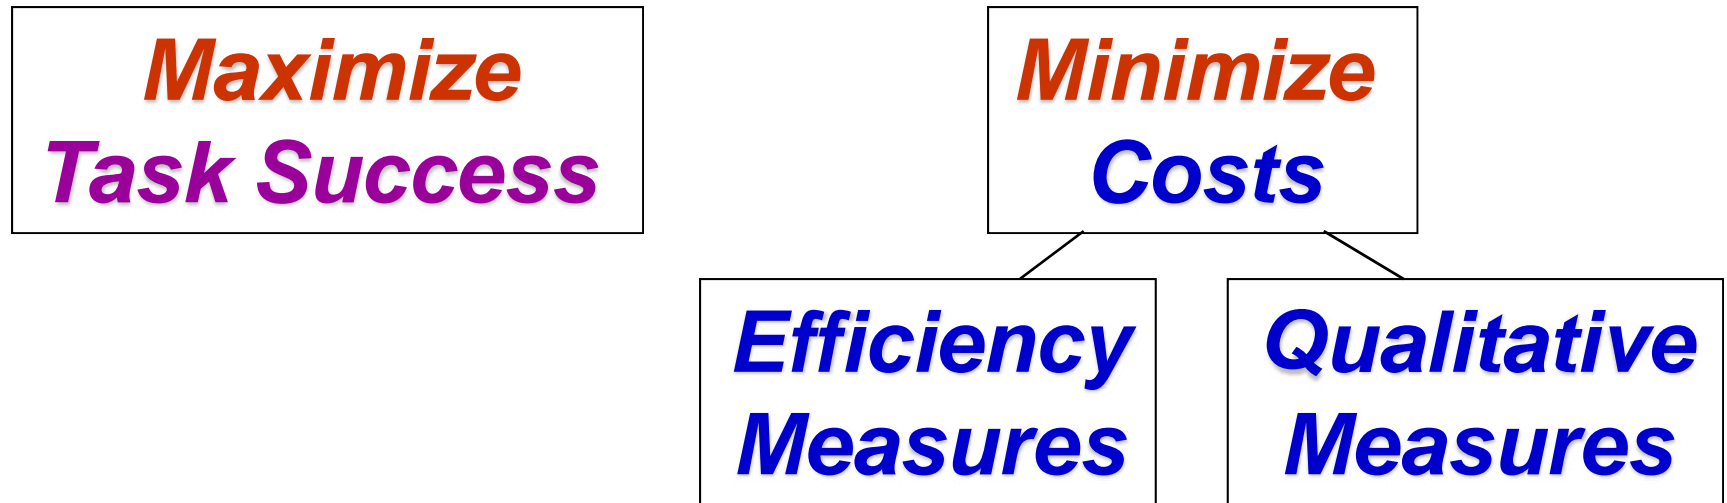 Maximize
Task Success
Minimize
Costs
Efficiency
Measures
Qualitative
Measures